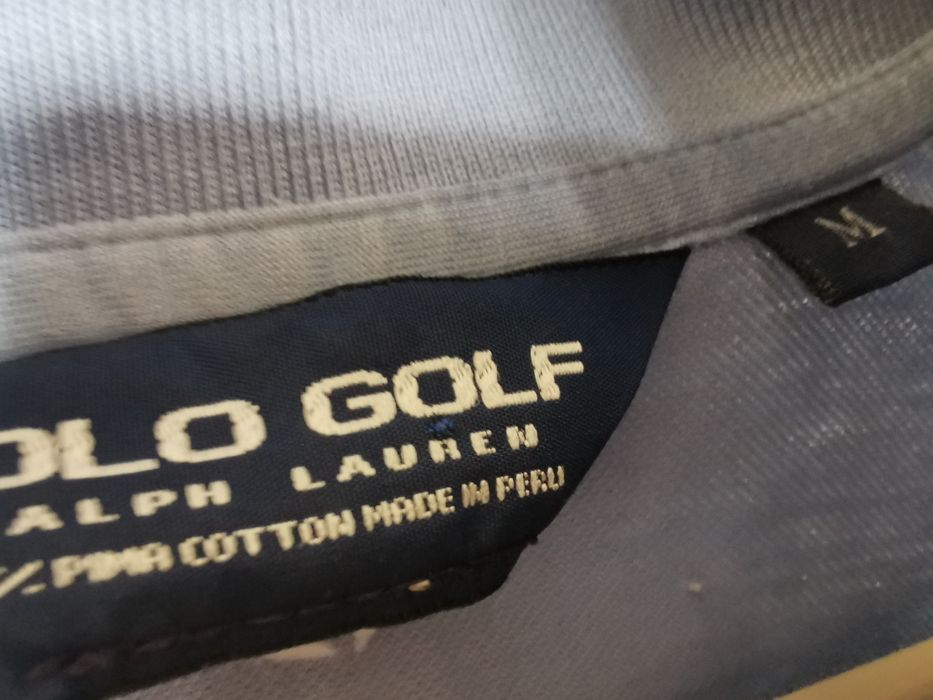 OLO GOLF
ALPH LAUREN
%. PIMA COTTON MADE IN PERU
M